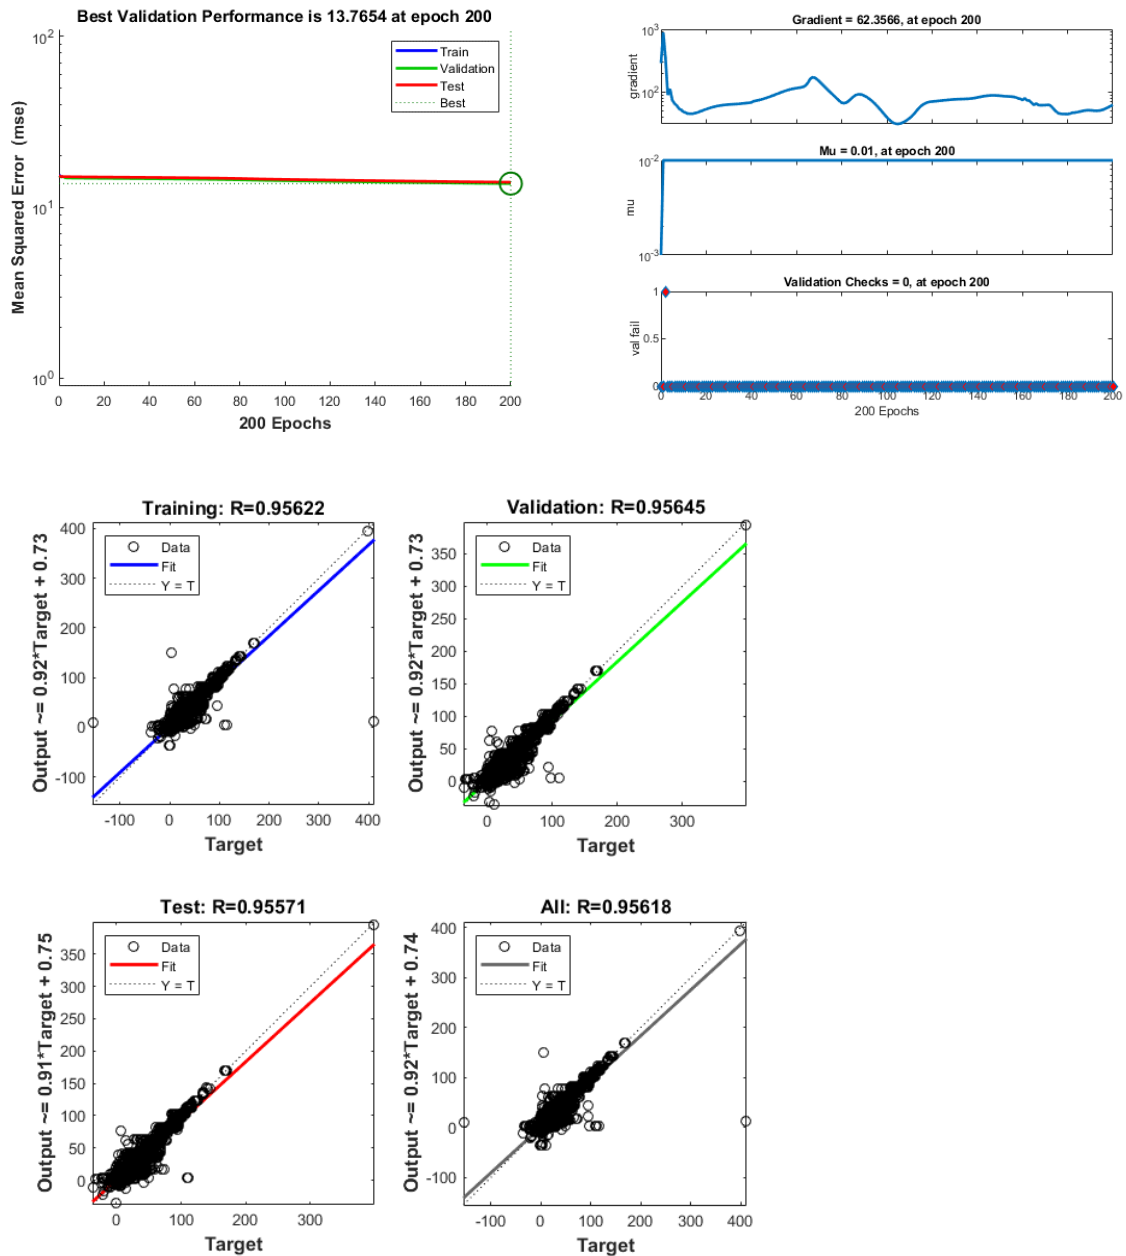 Best Validation Performance is 13.7654 at epoch 200
10^2
10^1
10^0
Mean Squared Error (mse)
Train
Validation
Test
Best
0 20 40 60 80 100 120 140 160 180 200
200 Epochs
Gradient = 62.3566, at epoch 200
10^3
10^2
gradient
Mu = 0.01, at epoch 200
10^-2
10^-3
mu
Validation Checks = 0, at epoch 200
1
0.5
0
val fail
0 20 40 60 80 100 120 140 160 180 200
200 Epochs
Training: R=0.95622
Output ~= 0.92*Target + 0.73
400
300
200
100
0
-100
Data
Fit
Y = T
-100 0 100 200 300 400
Target
Validation: R=0.95645
Output ~= 0.92*Target + 0.73
350
300
250
200
150
100
50
0
Data
Fit
Y = T
0 100 200 300
Target
Test: R=0.95571
Output ~= 0.91*Target + 0.75
350
300
250
200
150
100
50
0
Data
Fit
Y = T
0 100 200 300
Target
All: R=0.95618
Output ~= 0.92*Target + 0.74
400
300
200
100
0
-100
Data
Fit
Y = T
-100 0 100 200 300 400
Target